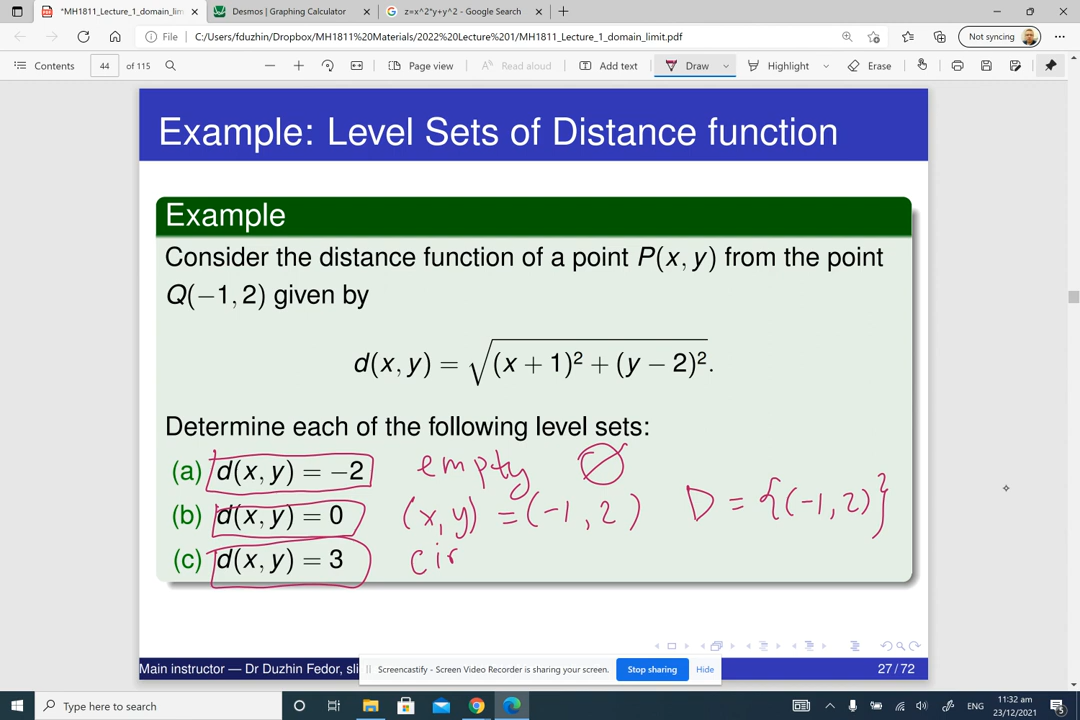 *MH1811_Lecture_1_domain_lim
Desmos | Graphing Calculator
z=x^2*y+y^2 - Google Search
File
C:/Users/fduzhin/Dropbox/MH1811%20Materials/2022%20Lecture%201/MH1811_Lecture_1_domain_limit.pdf
Not syncing
Contents
44
of 115
Page view
Read aloud
Add text
Draw
Highlight
Erase
Example: Level Sets of Distance function
Example
Consider the distance function of a point P(x, y) from the point
Q(−1, 2) given by
d(x, y) = √(x + 1)² + (y − 2)².
Determine each of the following level sets:
(a) d(x, y) = −2 empty ∅
(b) d(x, y) = 0 (x, y) = (-1, 2) D = {(-1, 2)}
(c) d(x, y) = 3 cir
Main instructor — Dr Duzhin Fedor, sli
27 / 72
Screencastify - Screen Video Recorder is sharing your screen.
Stop sharing
Hide
Type here to search
ENG
11:32 am
23/12/2021
5